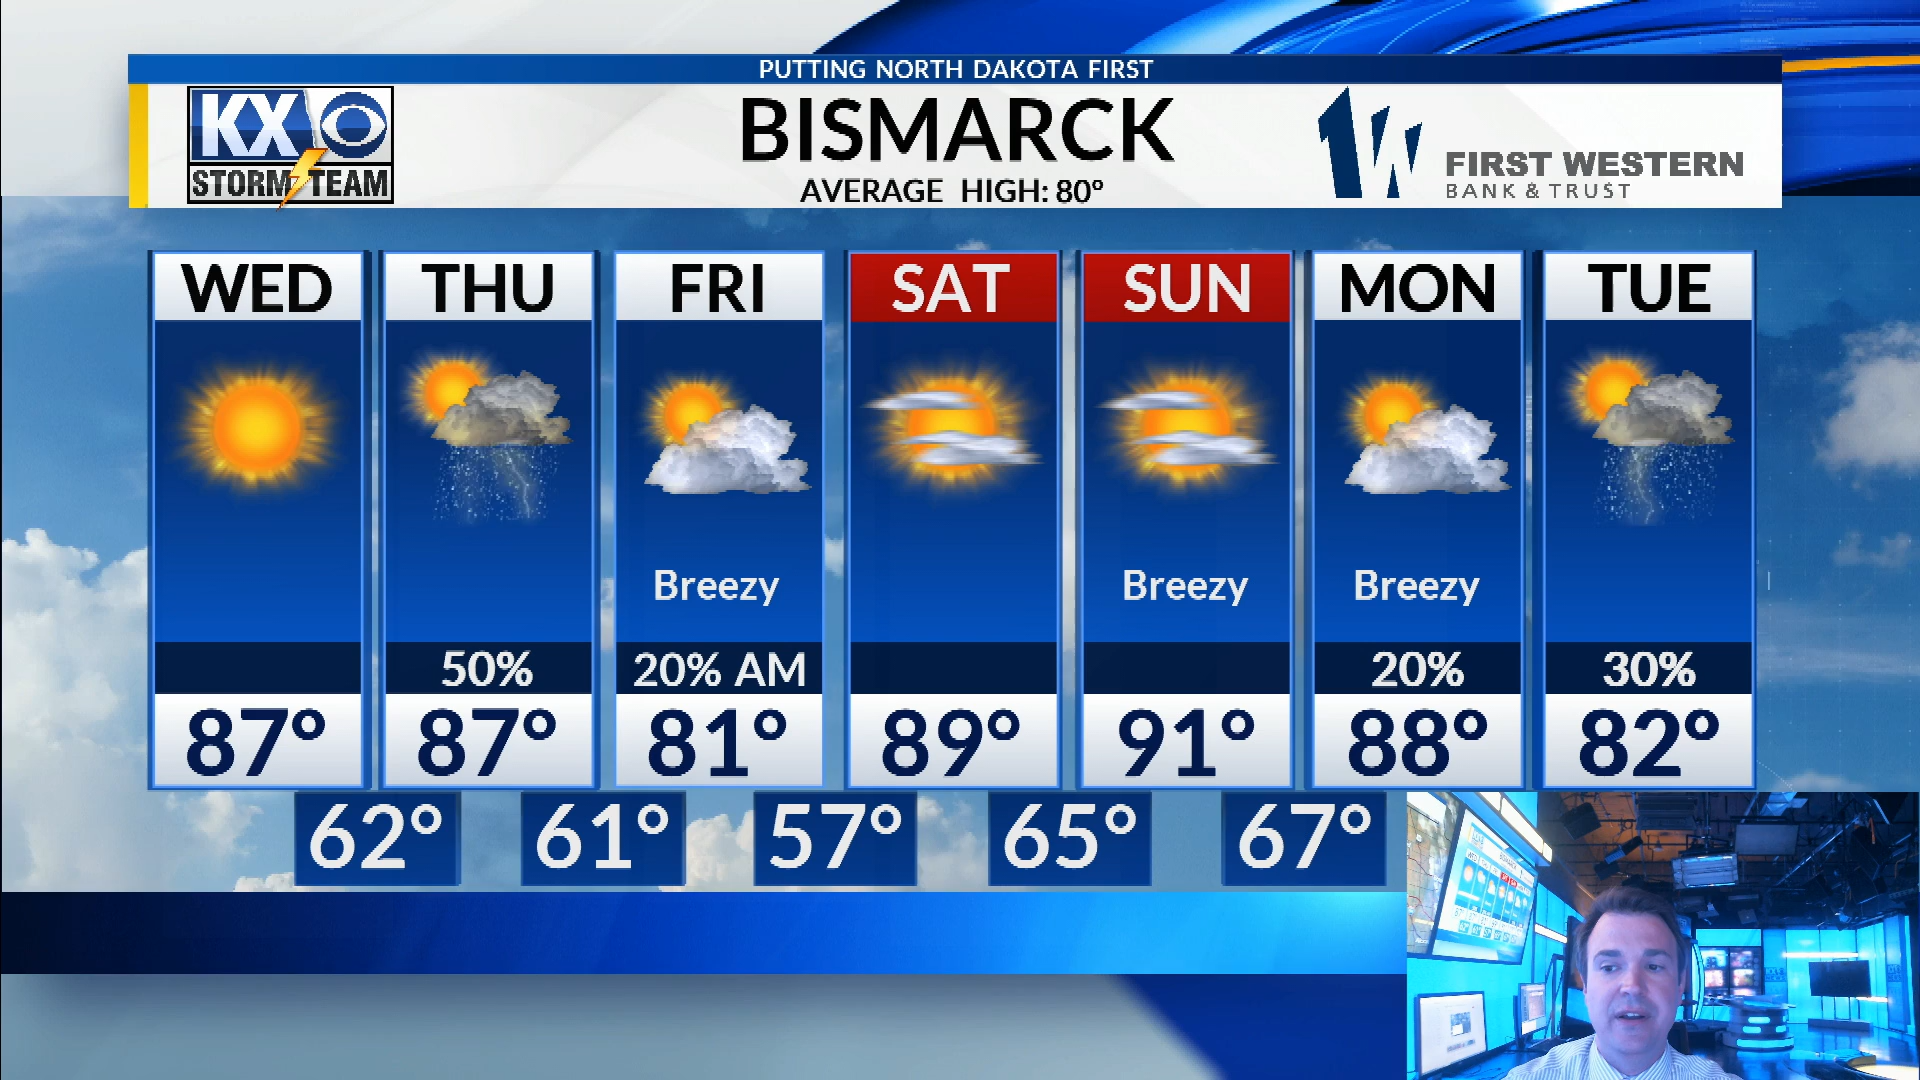 PUTTING NORTH DAKOTA FIRST
KX
STORM TEAM
BISMARCK
AVERAGE HIGH: 80°
1W
FIRST WESTERN
BANK & TRUST
WED THU FRI SAT SUN MON TUE
Breezy Breezy Breezy
50% 20% AM 20% 30%
87° 87° 81° 89° 91° 88° 82°
62° 61° 57° 65° 67°